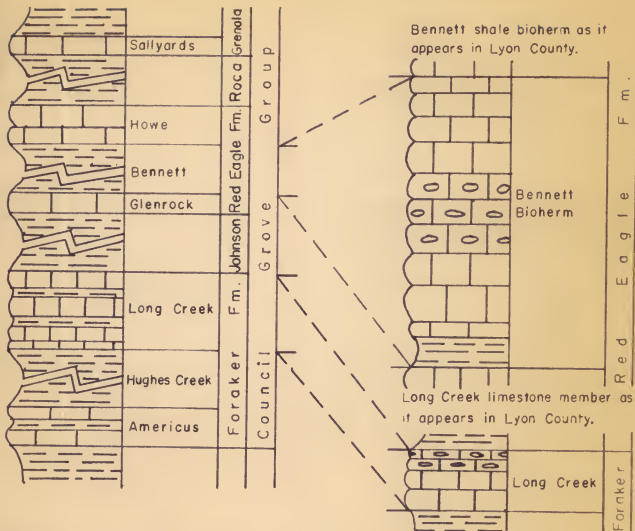 Sallyards
Howe
Bennett
Glenrock
Long Creek
Hughes Creek
Americus
Grenola
Roca
Red Eagle Fm.
Johnson
Foraker Fm.
Council Grove Group
Bennett shale bioherm as it
appears in Lyon County.
Bennett
Bioherm
Red Eagle Fm.
Long Creek limestone member as
it appears in Lyon County.
Long Creek
Foraker